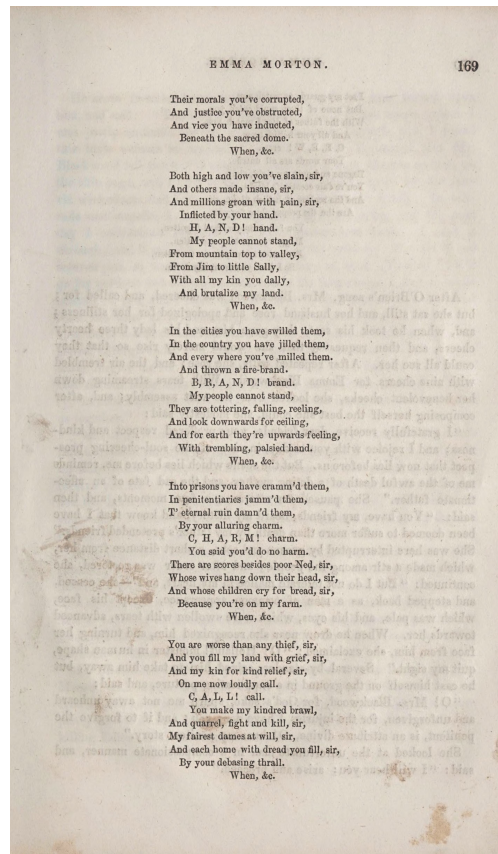 EMMA MORTON.
169
Their morals you've corrupted,
And justice you've obstructed,
And vice you have inducted,
Beneath the sacred dome.
When, &c.
Both high and low you've slain, sir,
And others made insane, sir,
And millions groan with pain, sir,
Inflicted by your hand.
H, A, N, D! hand.
My people cannot stand,
From mountain top to valley,
From Jim to little Sally,
With all my kin you dally,
And brutalize my land.
When, &c.
In the cities you have swilled them,
In the country you have jilled them,
And every where you've milled them.
And thrown a fire-brand.
B, R, A, N, D! brand.
My people cannot stand,
They are tottering, falling, reeling,
And look downwards for ceiling,
And for earth they're upwards feeling,
With trembling, palsied hand.
When, &c.
Into prisons you have cramm'd them,
In penitentiaries jamm'd them,
T' eternal ruin damn'd them,
By your alluring charm.
C, H, A, R, M! charm.
You said you'd do no harm.
There are scores besides poor Ned, sir,
Whose wives hang down their head, sir,
And whose children cry for bread, sir,
Because you're on my farm.
When, &c.
You are worse than any thief, sir,
And you fill my land with grief, sir,
And my kin for kind relief, sir,
On me now loudly call.
C, A, L, L! call.
You make my kindred brawl,
And quarrel, fight and kill, sir,
My fairest dames at will, sir,
And each home with dread you fill, sir,
By your debasing thrall.
When, &c.